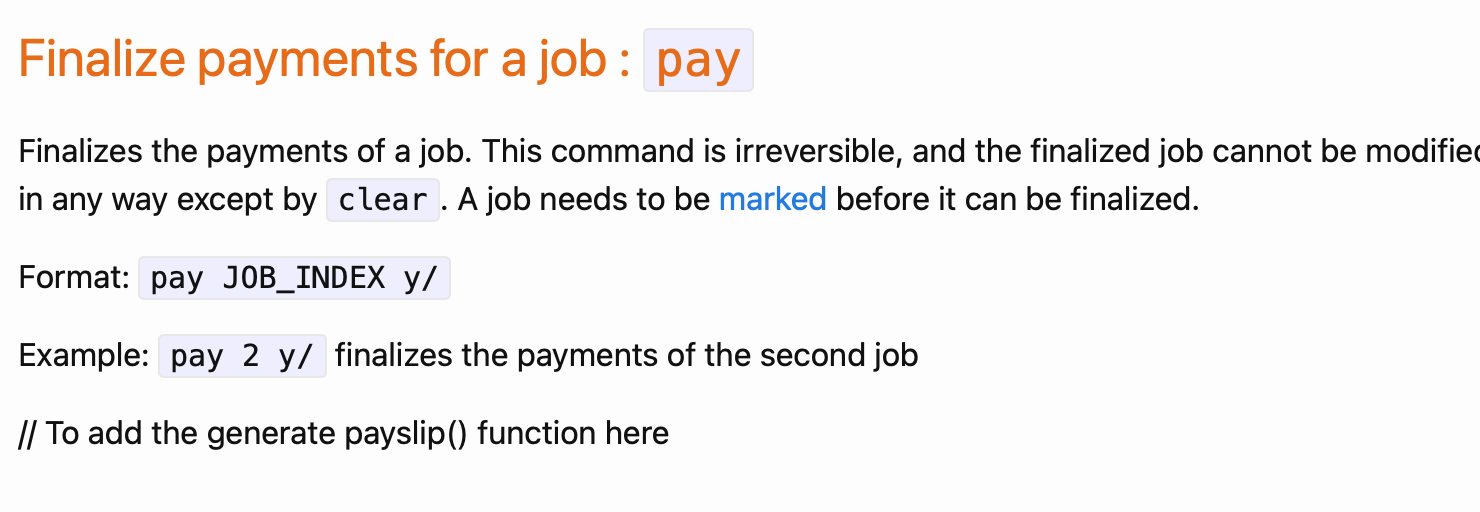 Finalize payments for a job : pay
Finalizes the payments of a job. This command is irreversible, and the finalized job cannot be modified
in any way except by clear. A job needs to be marked before it can be finalized.
Format: pay JOB_INDEX y/
Example: pay 2 y/ finalizes the payments of the second job
// To add the generate payslip() function here